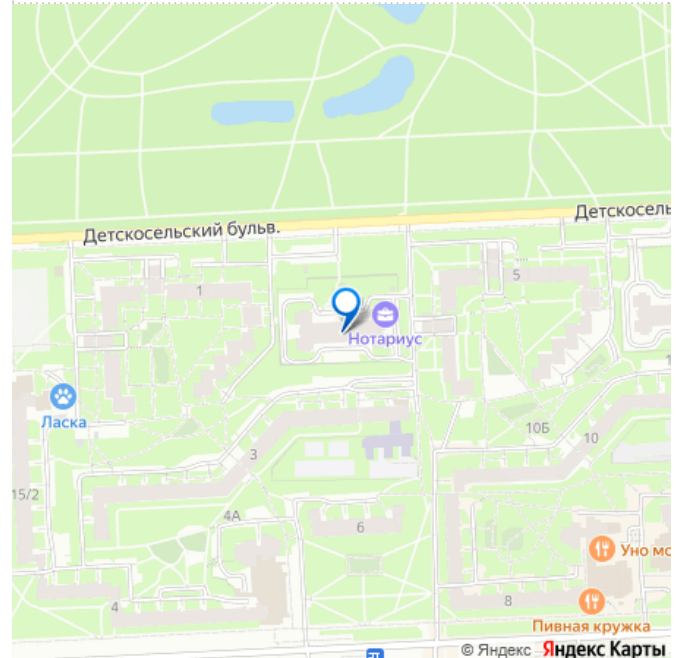 Детскосель
Детскосельский бульв.
5
1
Нотариус
Ласка
10Б
10
3
15/2
4А
6
Уно мо
4
8
Пивная кружка
© Яндекс Яндекс Карты